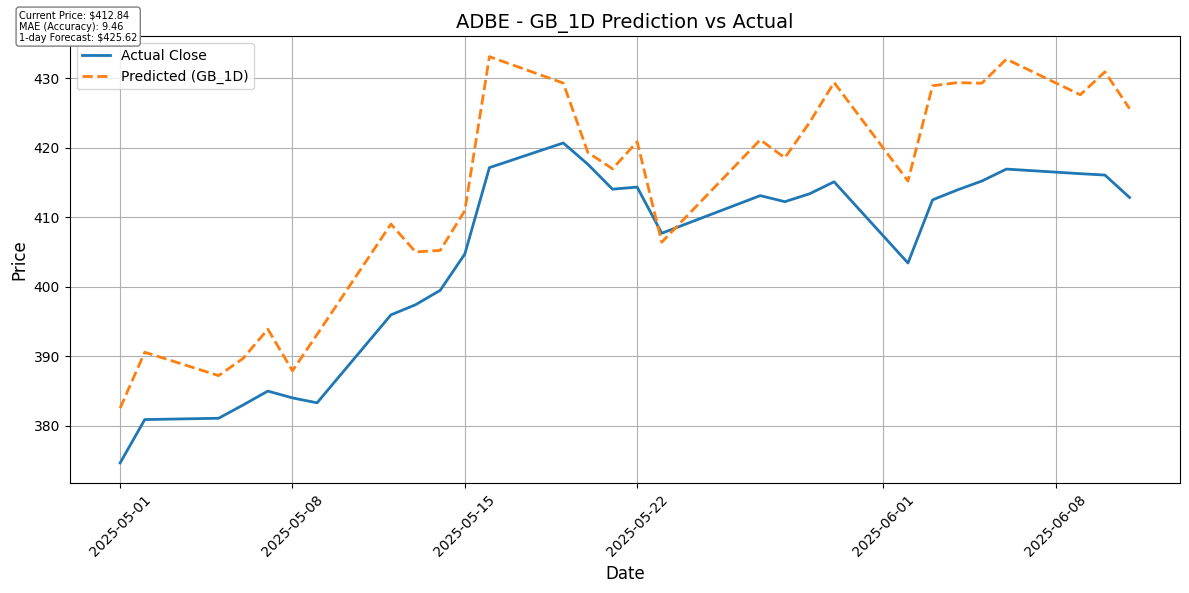 Current Price: $412.84
MAE (Accuracy): 9.46
1-day Forecast: $425.62
ADBE - GB_1D Prediction vs Actual
Actual Close
Predicted (GB_1D)
Price
430
420
410
400
390
380
2025-05-01
2025-05-08
2025-05-15
2025-05-22
2025-06-01
2025-06-08
Date